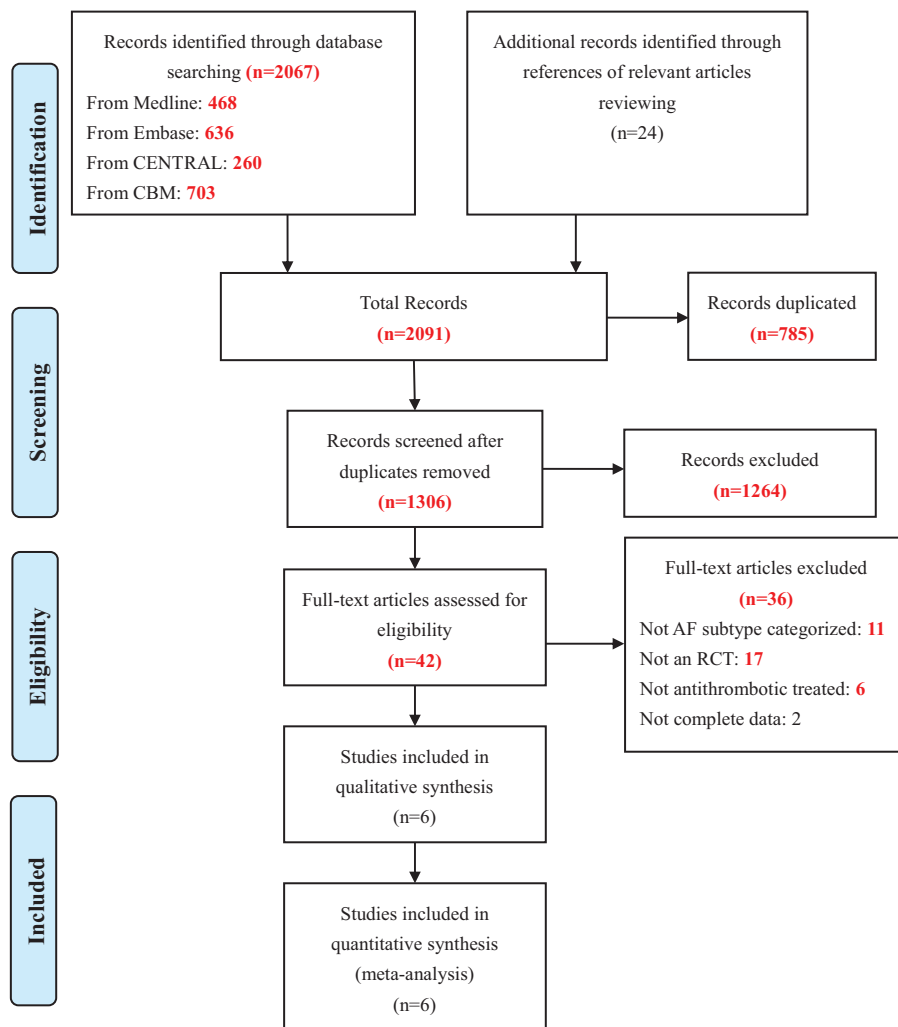 Identification
Records identified through database
searching (n=2067)
From Medline: 468
From Embase: 636
From CENTRAL: 260
From CBM: 703
Additional records identified through
references of relevant articles
reviewing
(n=24)
Total Records
(n=2091)
Records duplicated
(n=785)
Screening
Records screened after
duplicates removed
(n=1306)
Records excluded
(n=1264)
Eligibility
Full-text articles assessed for
eligibility
(n=42)
Full-text articles excluded
(n=36)
Not AF subtype categorized: 11
Not an RCT: 17
Not antithrombotic treated: 6
Not complete data: 2
Studies included in
qualitative synthesis
(n=6)
Included
Studies included in
quantitative synthesis
(meta-analysis)
(n=6)